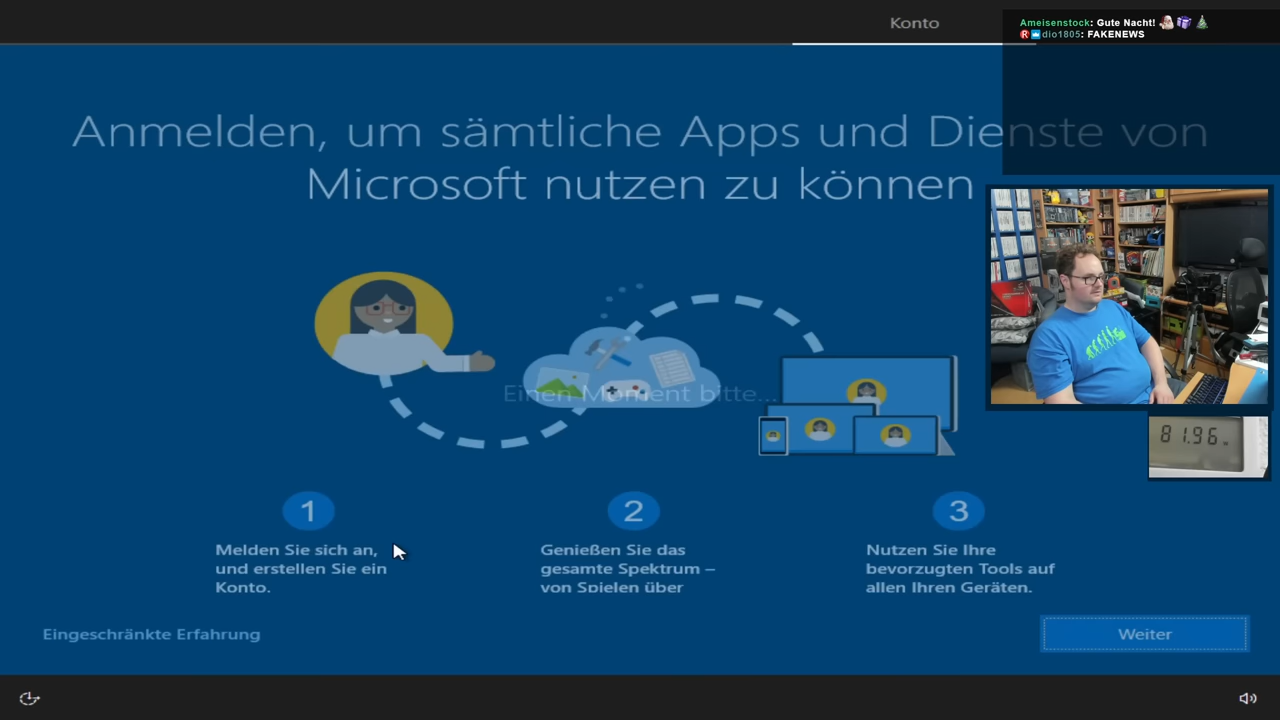 Konto
Ameisenstock: Gute Nacht!
dio1805: FAKENEWS
Anmelden, um sämtliche Apps und Dienste von
Microsoft nutzen zu können
Einen Moment bitte...
1
Melden Sie sich an,
und erstellen Sie ein
Konto.
2
Genießen Sie das
gesamte Spektrum –
von Spielen über
3
Nutzen Sie Ihre
bevorzugten Tools auf
allen Ihren Geräten.
81.96
Eingeschränkte Erfahrung
Weiter